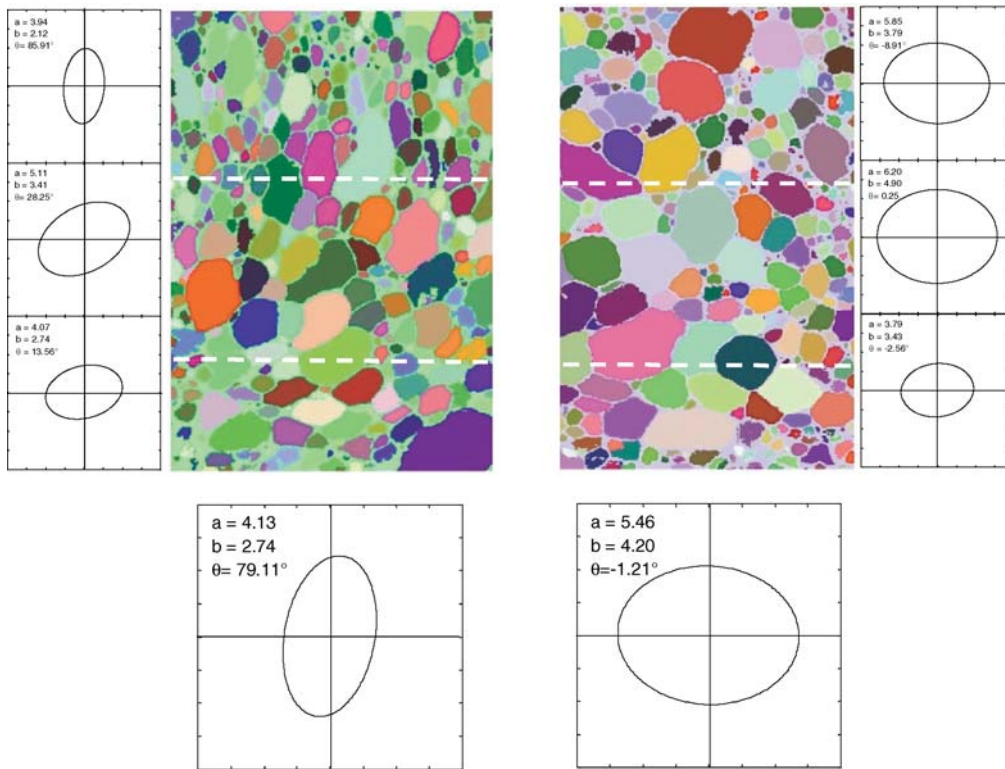 a = 3.94
b = 2.12
θ= 85.91°
a = 5.11
b = 3.41
θ= 28.25°
a = 4.07
b = 2.74
θ = 13.56°
a = 5.85
b = 3.79
θ= -8.91°
a = 6.20
b = 4.90
θ= 0.25
a = 3.79
b = 3.43
θ = -2.56°
a = 4.13
b = 2.74
θ= 79.11°
a = 5.46
b = 4.20
θ=-1.21°